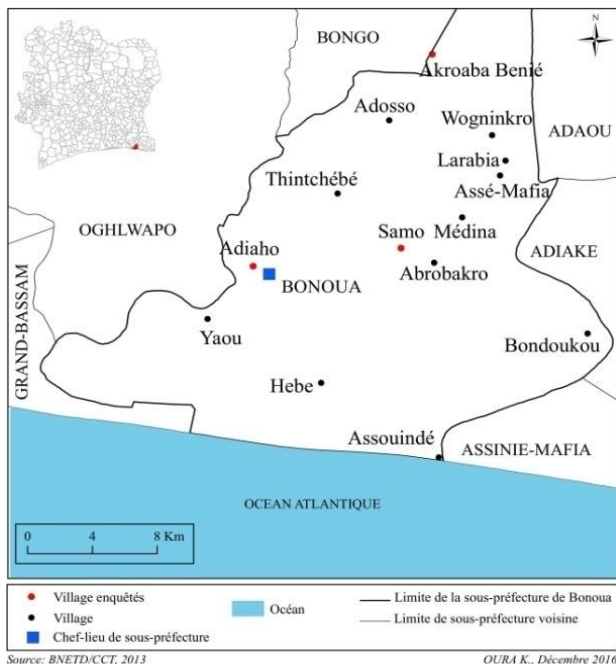 BONGO
N
Akroaba Benié
Adosso
Wogninkro
ADAOU
Larabia
Thintchébé
Assé-Mafia
OGHLWAPO
Samo
Médina
ADIAKE
Adiaho
Abrobakro
BONOUA
GRAND-BASSAM
Yaou
Bondoukou
Hebe
Assouindé
ASSINIE-MAFIA
OCEAN ATLANTIQUE
0 4 8 Km
Village enquêtés
Village
Chef-lieu de sous-préfecture
Océan
Limite de la sous-préfecture de Bonoua
Limite de sous-préfecture voisine
Source: BNETD/CCT, 2013
OURA K., Décembre 2016